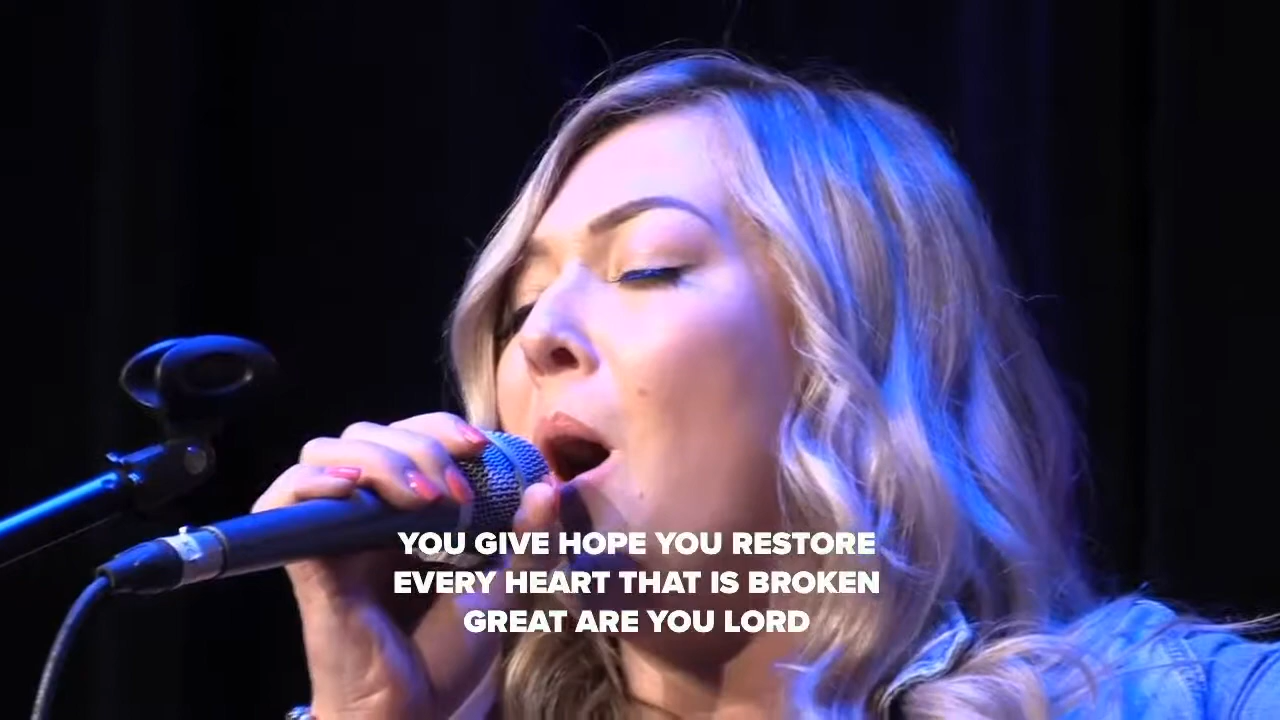 YOU GIVE HOPE YOU RESTORE
EVERY HEART THAT IS BROKEN
GREAT ARE YOU LORD